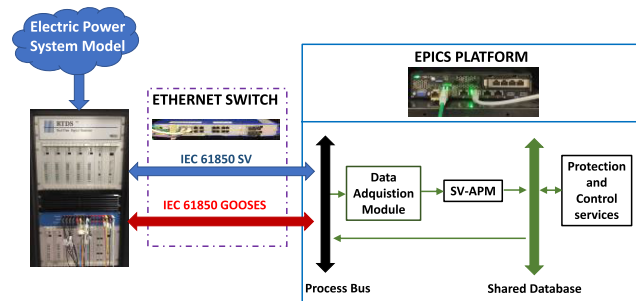 Electric Power
System Model
EPICS PLATFORM
ETHERNET SWITCH
RTDS
IEC 61850 SV
IEC 61850 GOOSES
Data
Adquistion
Module
SV-APM
Protection
and
Control
services
Process Bus
Shared Database